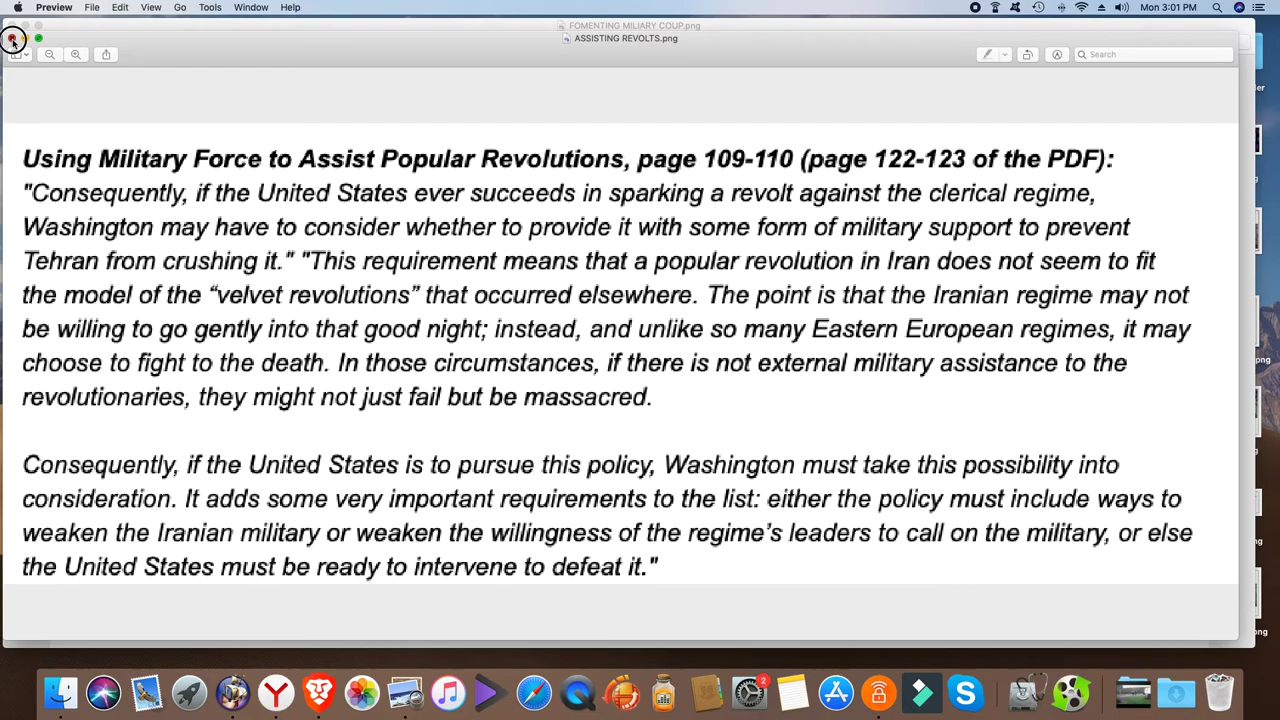 Preview File Edit View Go Tools Window Help Mon 3:01 PM
FOMENTING MILIARY COUP.png
ASSISTING REVOLTS.png
Search
Using Military Force to Assist Popular Revolutions, page 109-110 (page 122-123 of the PDF):
"Consequently, if the United States ever succeeds in sparking a revolt against the clerical regime,
Washington may have to consider whether to provide it with some form of military support to prevent
Tehran from crushing it." "This requirement means that a popular revolution in Iran does not seem to fit
the model of the “velvet revolutions” that occurred elsewhere. The point is that the Iranian regime may not
be willing to go gently into that good night; instead, and unlike so many Eastern European regimes, it may
choose to fight to the death. In those circumstances, if there is not external military assistance to the
revolutionaries, they might not just fail but be massacred.
Consequently, if the United States is to pursue this policy, Washington must take this possibility into
consideration. It adds some very important requirements to the list: either the policy must include ways to
weaken the Iranian military or weaken the willingness of the regime’s leaders to call on the military, or else
the United States must be ready to intervene to defeat it."
2